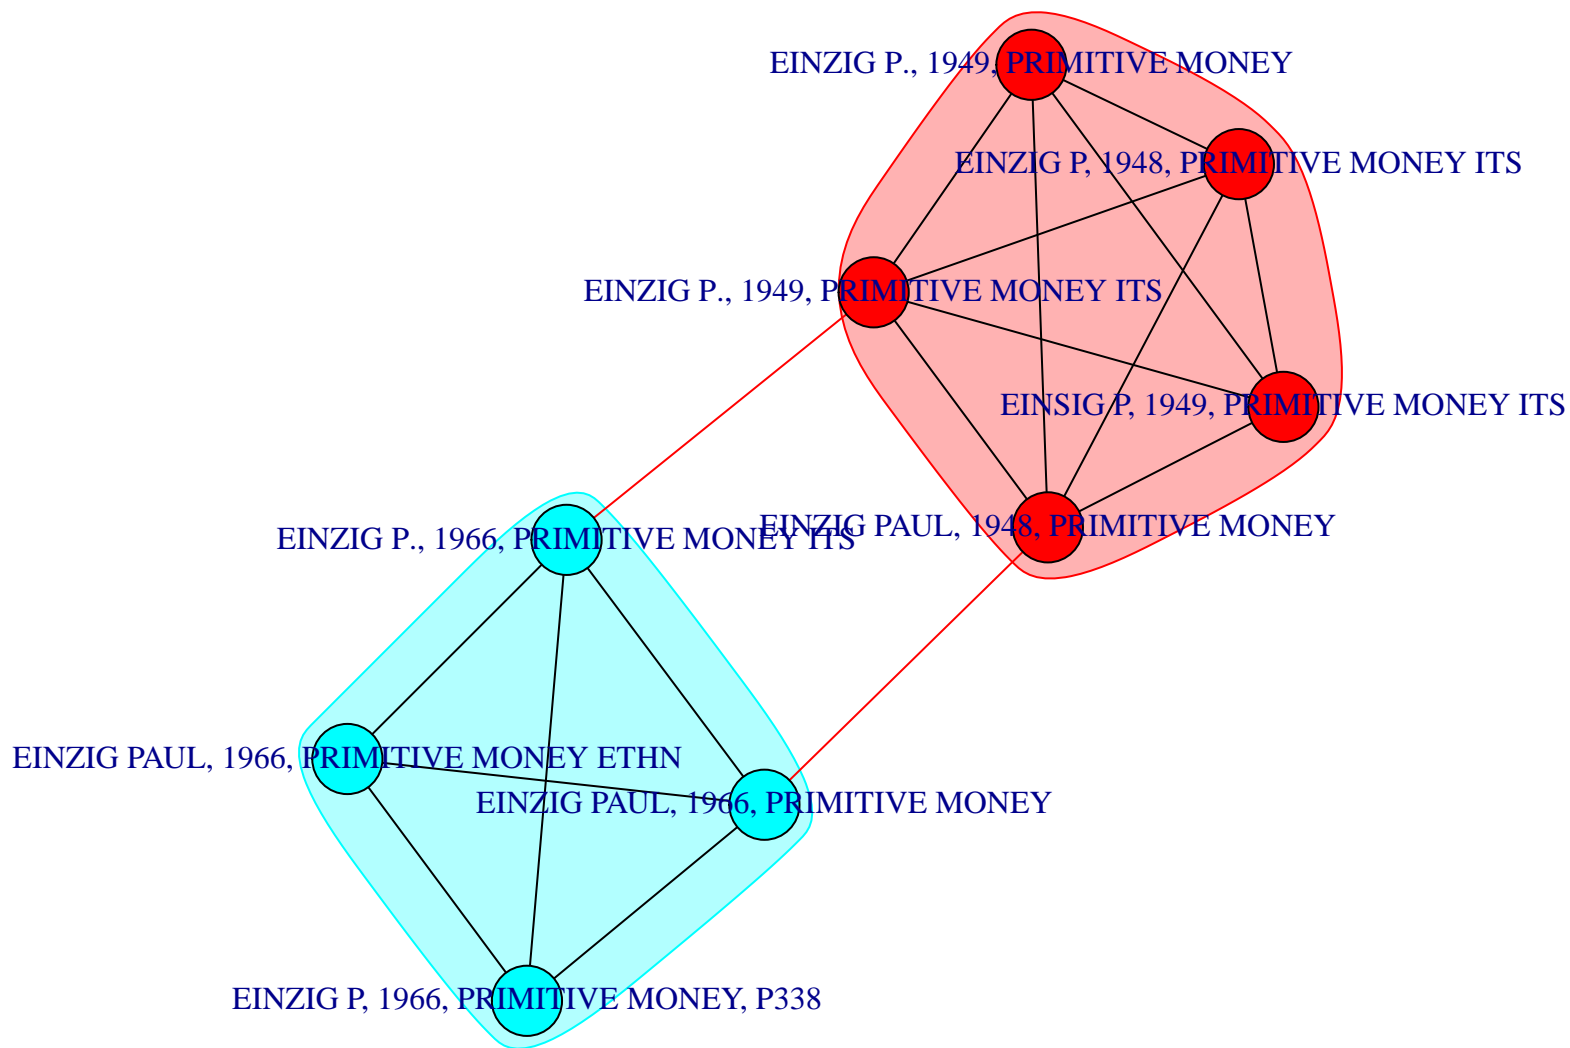 EINZIG P., 1949, PRIMITIVE MONEY
EINZIG P, 1948, PRIMITIVE MONEY ITS
EINZIG P., 1949, PRIMITIVE MONEY ITS
EINSIG P, 1949, PRIMITIVE MONEY ITS
EINZIG PAUL, 1948, PRIMITIVE MONEY
EINZIG P., 1966, PRIMITIVE MONEY ITS
EINZIG PAUL, 1966, PRIMITIVE MONEY ETHN
EINZIG PAUL, 1966, PRIMITIVE MONEY
EINZIG P, 1966, PRIMITIVE MONEY, P338